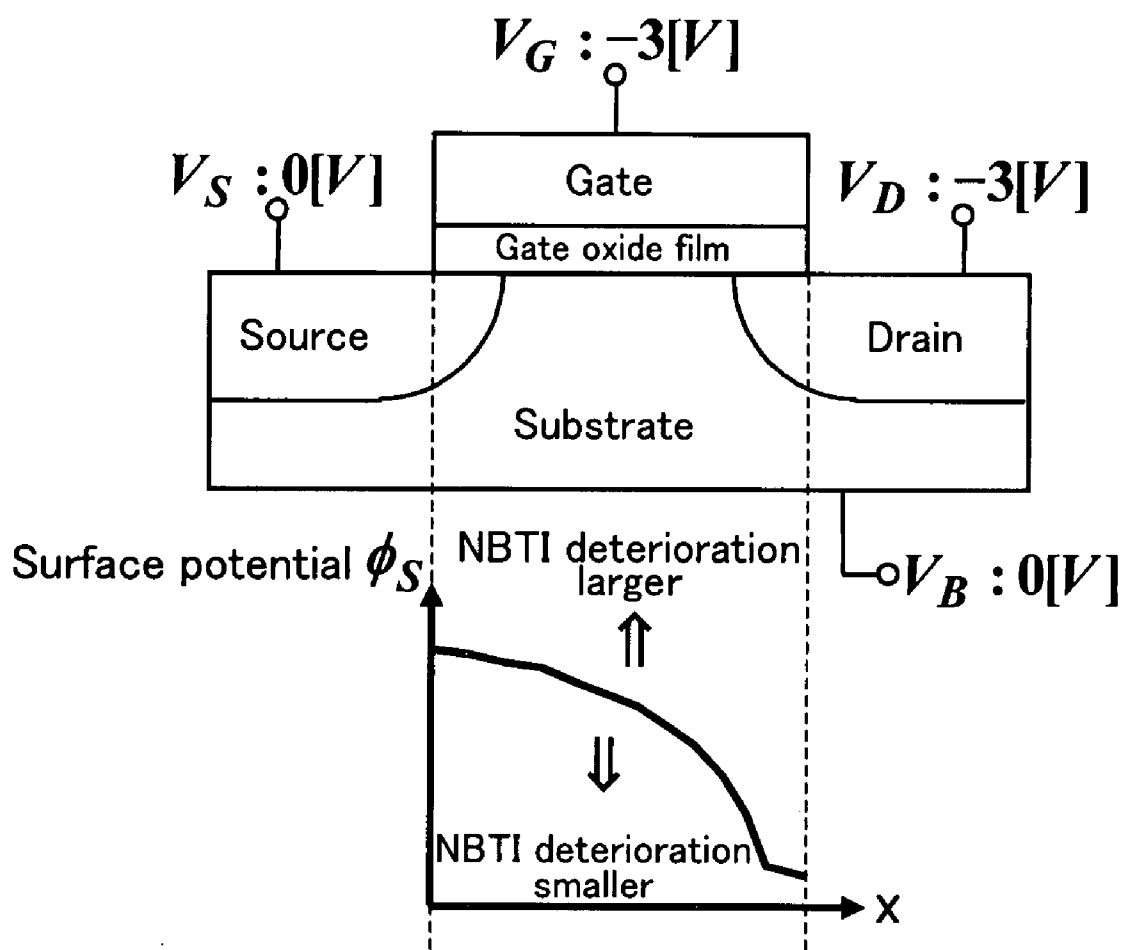 V_G : −3[V]
V_S : 0[V]
Gate
V_D : −3[V]
Gate oxide film
Source
Drain
Substrate
Surface potential ϕ_S
NBTI deterioration
larger
V_B : 0[V]
NBTI deterioration
smaller
X